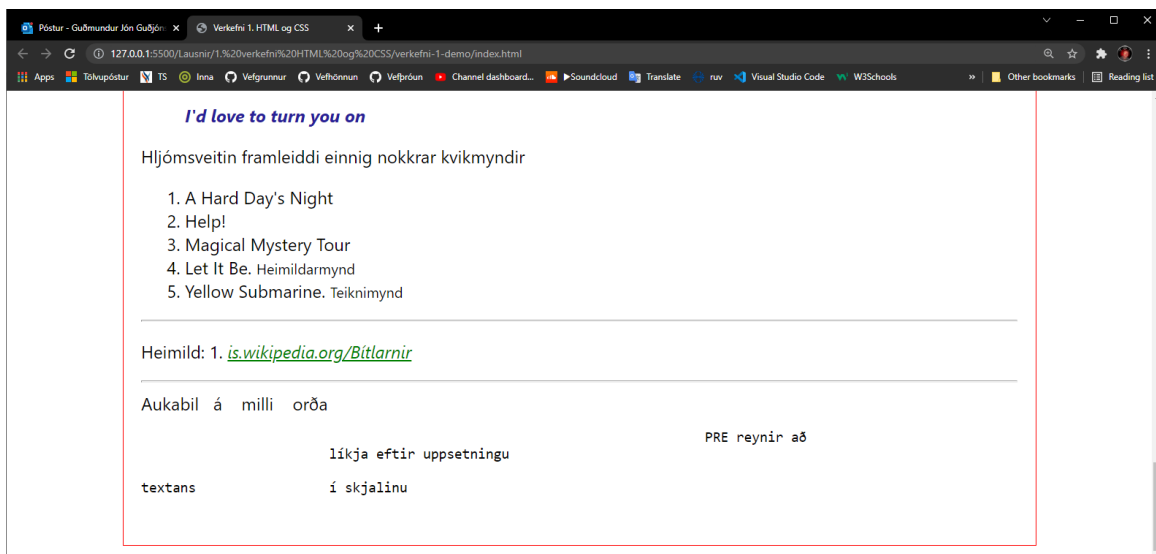 Póstur - Guðmundur Jón Guðjón
Verkefni 1. HTML og CSS
127.0.0.1:5500/Lausnir/1.%20verkefni%20HTML%20og%20CSS/verkefni-1-demo/index.html
Apps Tölvupóstur TS Inna Vefgrunnur Vefhönnun Vefþróun Channel dashboard... ►Soundcloud Translate ruv Visual Studio Code W3Schools » Other bookmarks Reading list
I'd love to turn you on
Hljómsveitin framleiddi einnig nokkrar kvikmyndir
1. A Hard Day's Night
2. Help!
3. Magical Mystery Tour
4. Let It Be. Heimildarmynd
5. Yellow Submarine. Teiknimynd
Heimild: 1. is.wikipedia.org/Bítlarnir
Aukabil   á    milli    orða
PRE reynir að
líkja eftir uppsetningu
textans                 í skjalinu